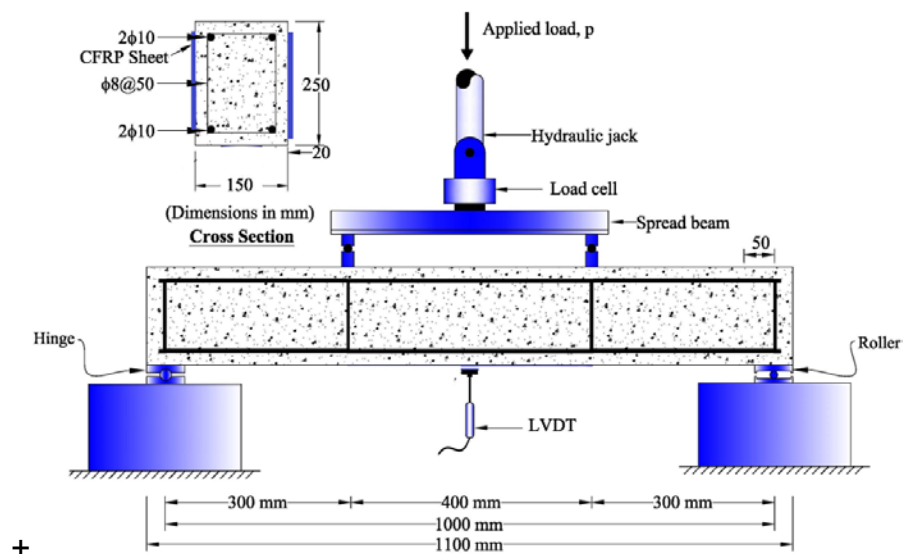 Applied load, p
2ϕ10
CFRP Sheet
ϕ8@50
250
2ϕ10
20
150
(Dimensions in mm)
Cross Section
Hydraulic jack
Load cell
Spread beam
50
Hinge
Roller
LVDT
300 mm
400 mm
300 mm
1000 mm
1100 mm
+